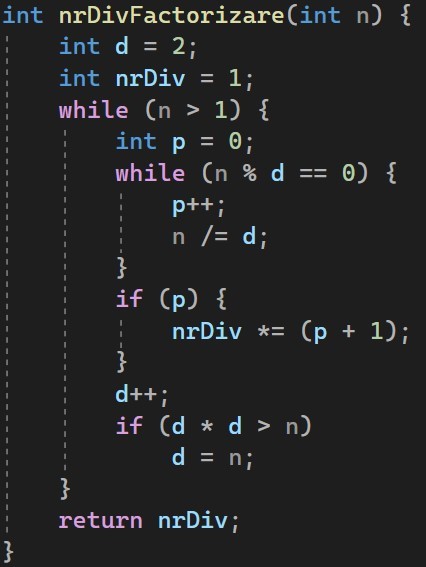 int nrDivFactorizare(int n) {
    int d = 2;
    int nrDiv = 1;
    while (n > 1) {
        int p = 0;
        while (n % d == 0) {
            p++;
            n /= d;
        }
        if (p) {
            nrDiv *= (p + 1);
        }
        d++;
        if (d * d > n)
            d = n;
    }
    return nrDiv;
}